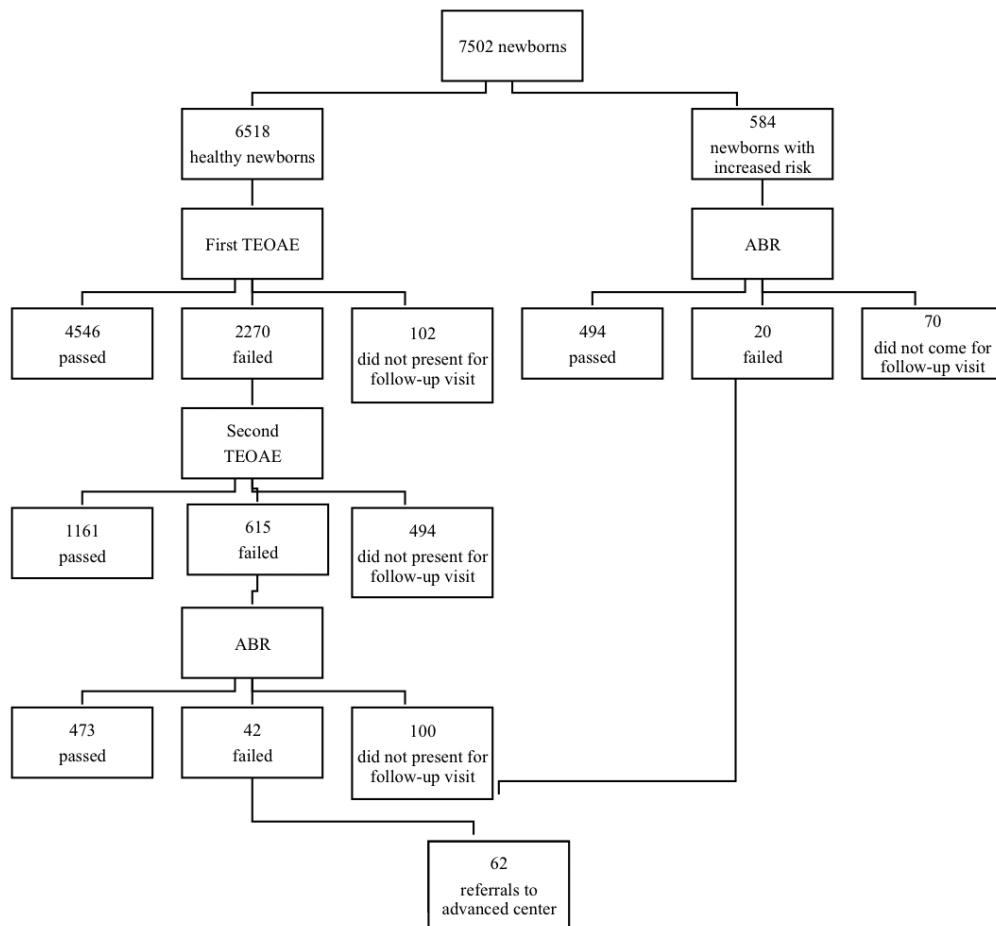 7502 newborns
6518
healthy newborns
584
newborns with
increased risk
First TEOAE
ABR
4546
passed
2270
failed
102
did not present for
follow-up visit
494
passed
20
failed
70
did not come for
follow-up visit
Second
TEOAE
1161
passed
615
failed
494
did not present for
follow-up visit
ABR
473
passed
42
failed
100
did not present for
follow-up visit
62
referrals to
advanced center